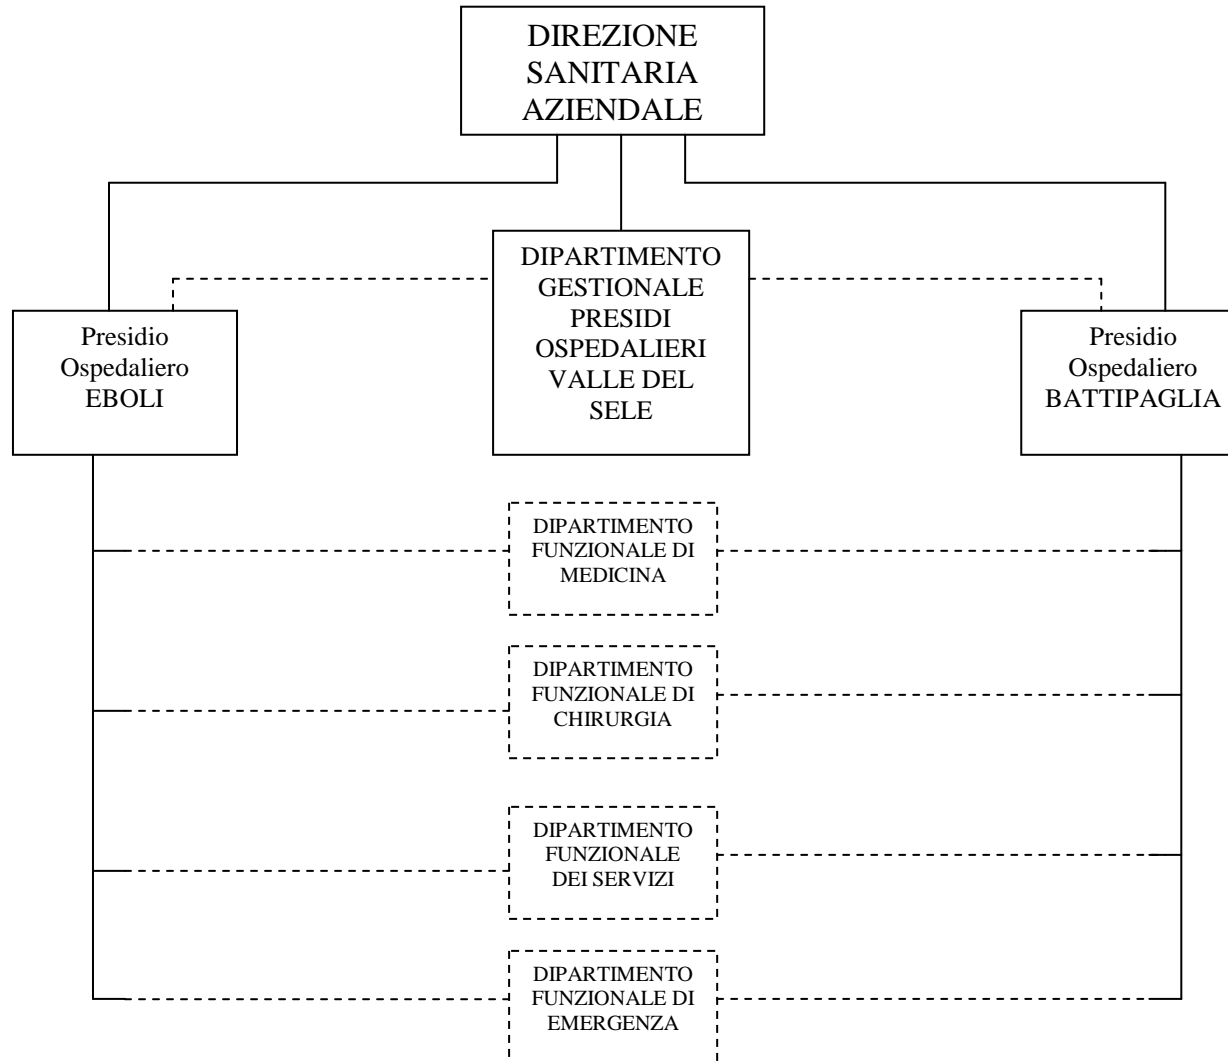 DIREZIONE
SANITARIA
AZIENDALE
DIPARTIMENTO
GESTIONALE
PRESIDI
OSPEDALIERI
VALLE DEL
SELE
Presidio
Ospedaliero
EBOLI
Presidio
Ospedaliero
BATTIPAGLIA
DIPARTIMENTO
FUNZIONALE DI
MEDICINA
DIPARTIMENTO
FUNZIONALE DI
CHIRURGIA
DIPARTIMENTO
FUNZIONALE
DEI SERVIZI
DIPARTIMENTO
FUNZIONALE DI
EMERGENZA